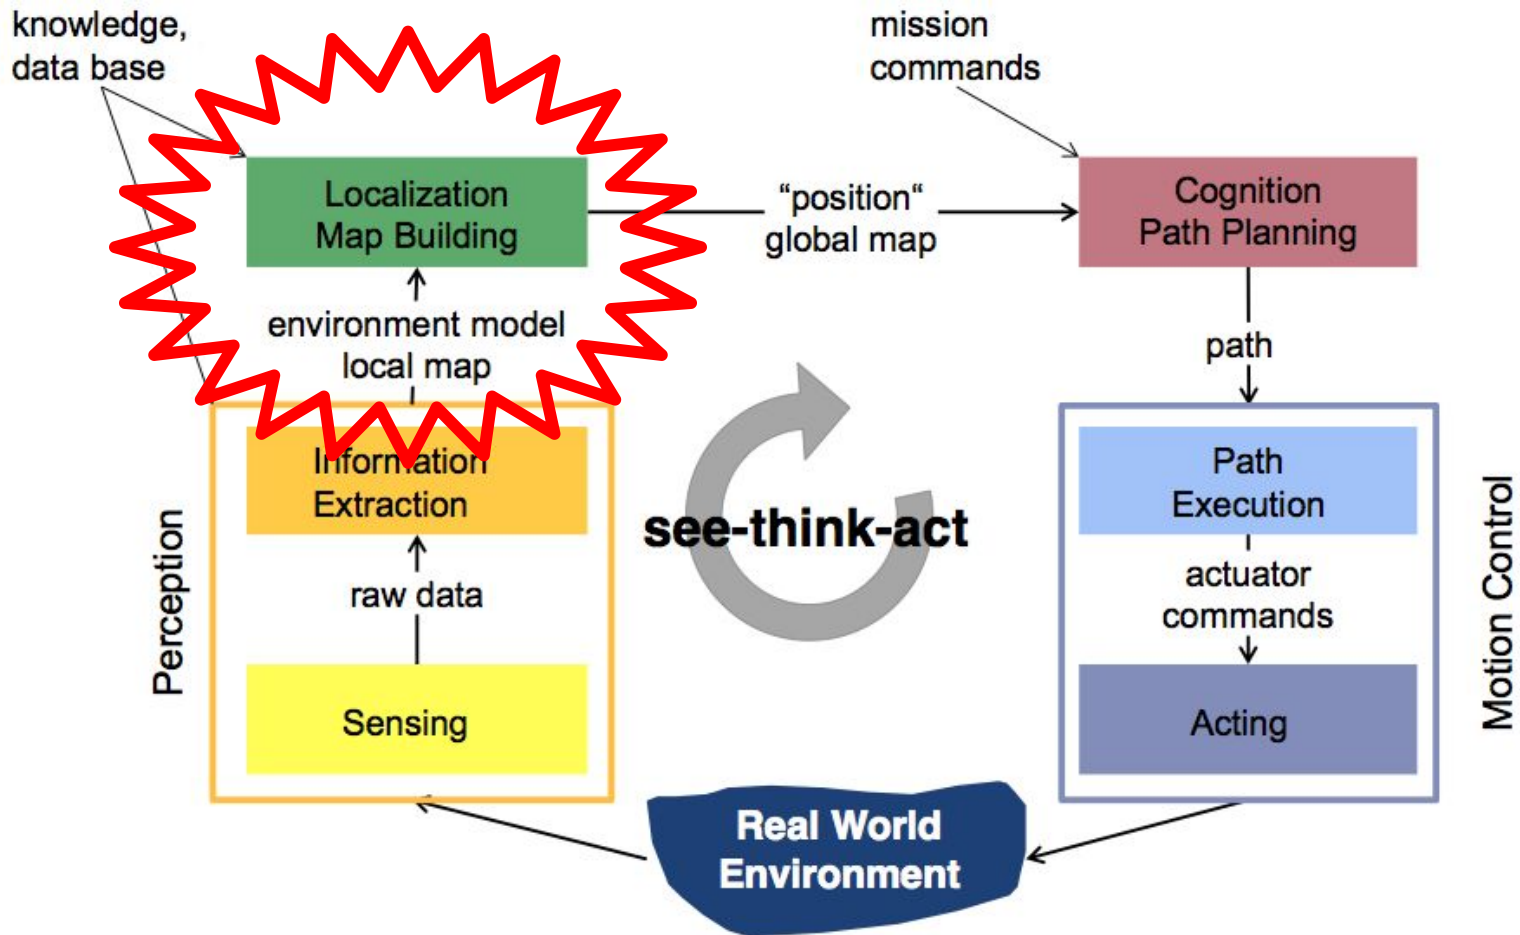 knowledge,
data base
mission
commands
Localization
Map Building
“position“
global map
Cognition
Path Planning
environment model
local map
path
Information
Extraction
Path
Execution
see-think-act
Perception
raw data
actuator
commands
Motion Control
Sensing
Acting
Real World
Environment